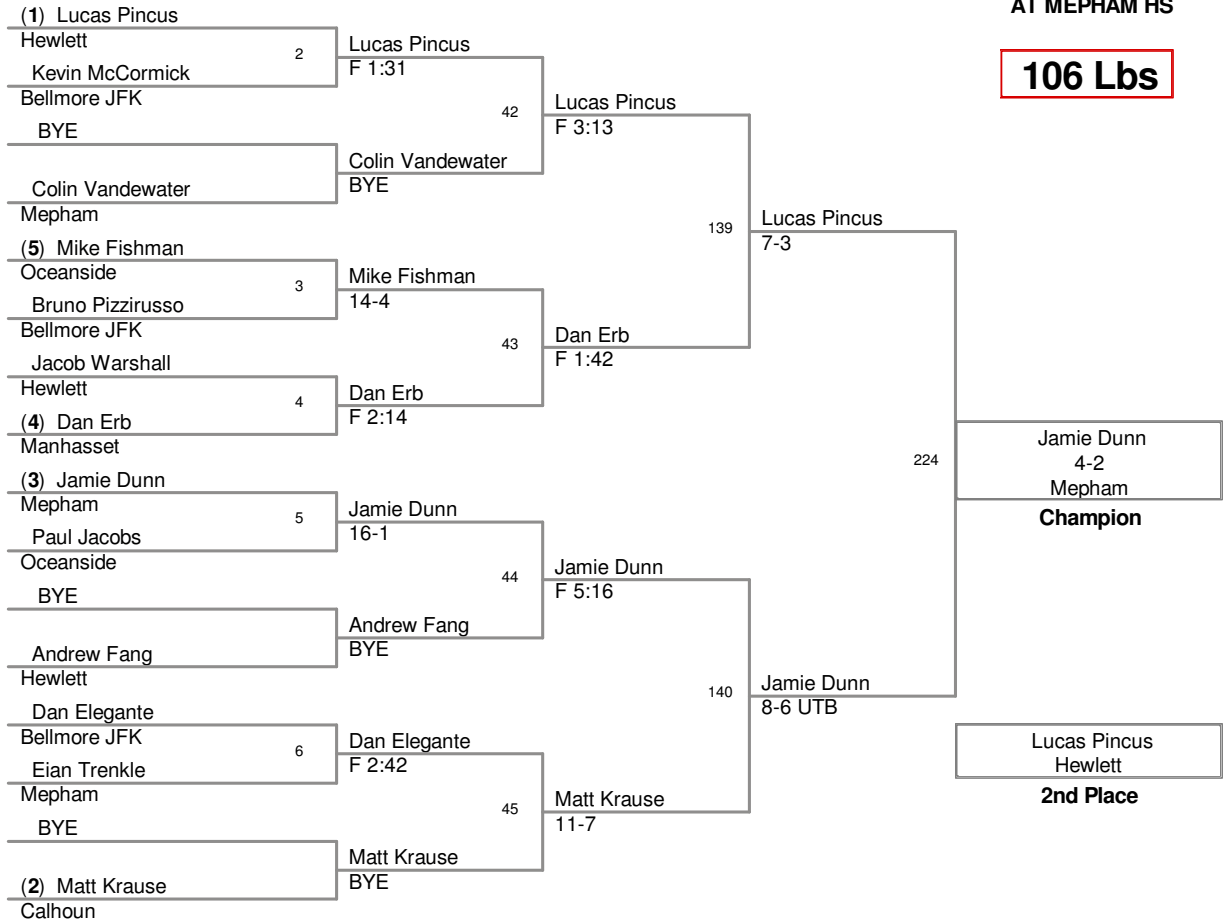 AT MEPHAM HS
106 Lbs
(1) Lucas Pincus
Hewlett
2
Kevin McCormick
Bellmore JFK
BYE
Colin Vandewater
Mepham
(5) Mike Fishman
Oceanside
3
Bruno Pizzirusso
Bellmore JFK
Jacob Warshall
Hewlett
4
(4) Dan Erb
Manhasset
(3) Jamie Dunn
Mepham
5
Paul Jacobs
Oceanside
BYE
Andrew Fang
Hewlett
Dan Elegante
Bellmore JFK
6
Eian Trenkle
Mepham
BYE
(2) Matt Krause
Calhoun
Lucas Pincus
F 1:31
42
Colin Vandewater
BYE
Mike Fishman
14-4
43
Dan Erb
F 2:14
Jamie Dunn
16-1
44
Andrew Fang
BYE
Dan Elegante
F 2:42
45
Matt Krause
BYE
Lucas Pincus
F 3:13
139
Dan Erb
F 1:42
Jamie Dunn
F 5:16
140
Matt Krause
11-7
Lucas Pincus
7-3
224
Jamie Dunn
8-6 UTB
Jamie Dunn
4-2
Mepham
Champion
Lucas Pincus
Hewlett
2nd Place